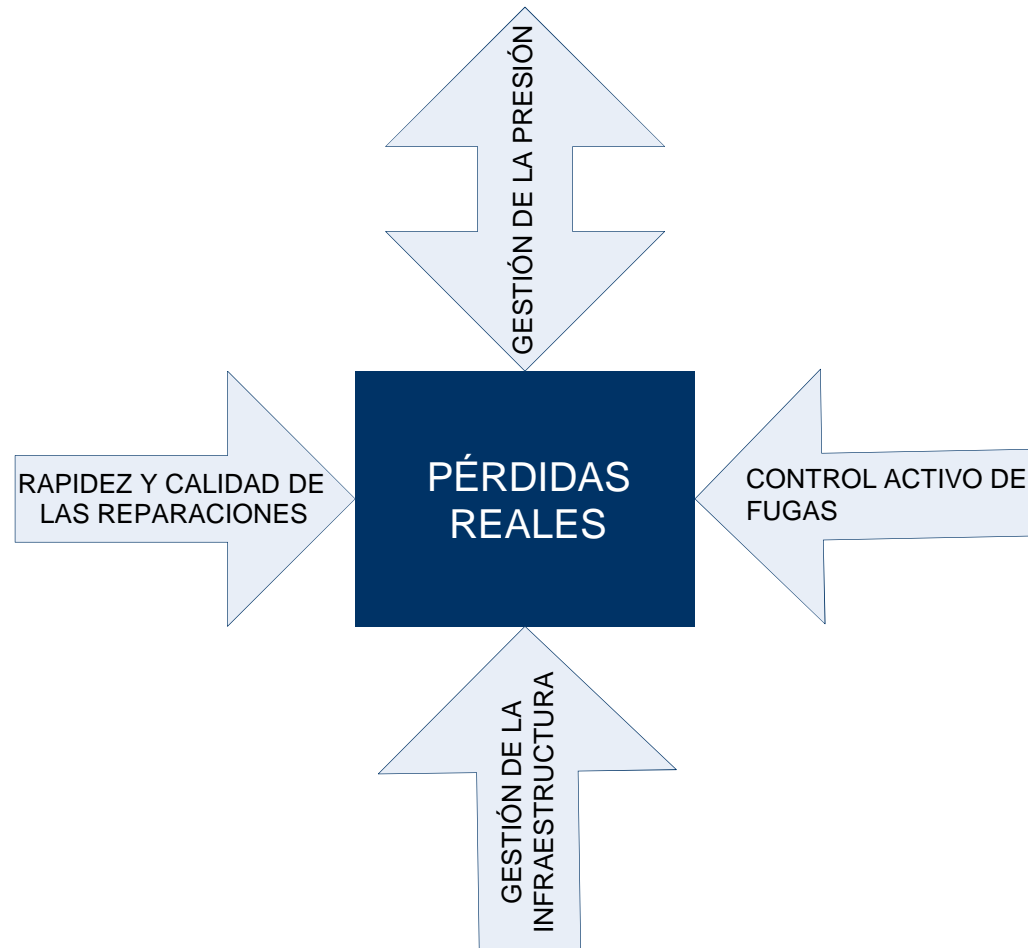 GESTIÓN DE LA PRESIÓN
RAPIDEZ Y CALIDAD DE
LAS REPARACIONES
PÉRDIDAS
REALES
CONTROL ACTIVO DE
FUGAS
GESTIÓN DE LA
INFRAESTRUCTURA